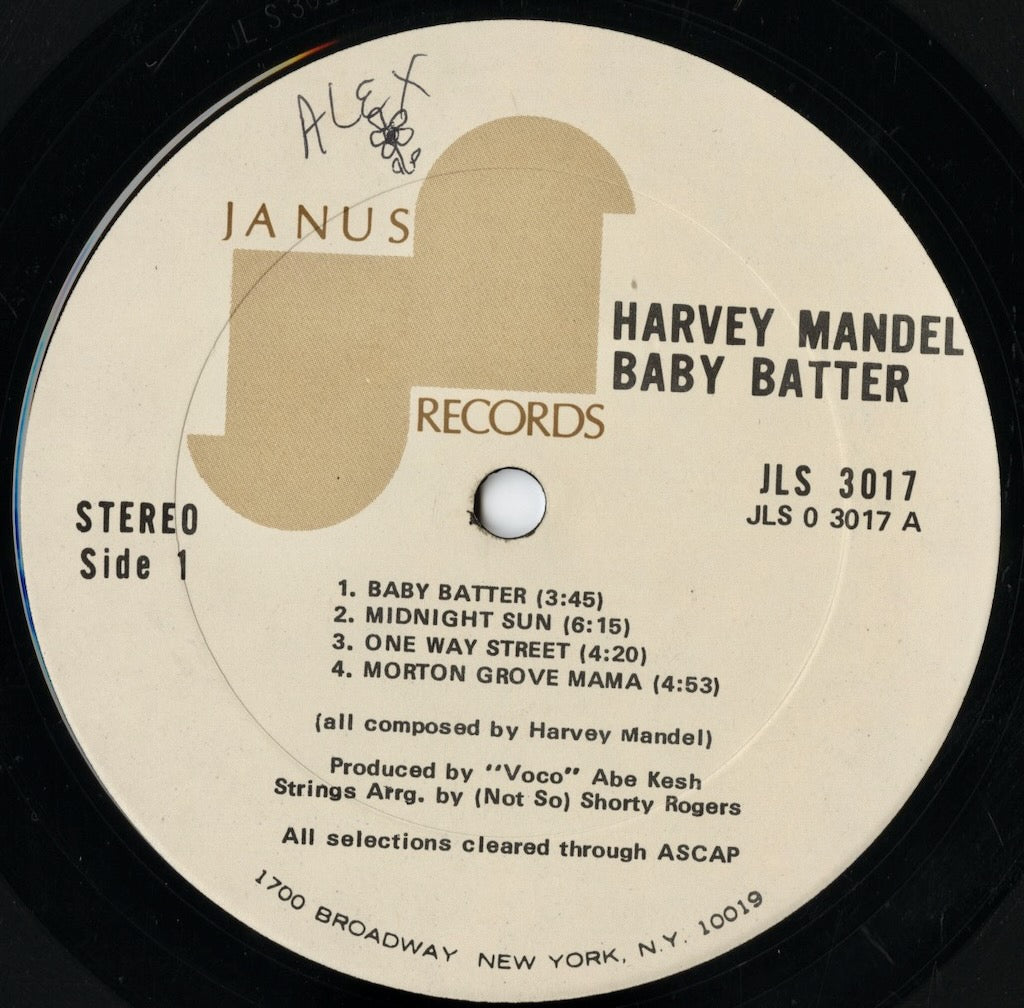 ALEX
JANUS
HARVEY MANDEL
BABY BATTER
RECORDS
JLS 3017
JLS 0 3017 A
STEREO
Side 1
1. BABY BATTER (3:45)
2. MIDNIGHT SUN (6:15)
3. ONE WAY STREET (4:20)
4. MORTON GROVE MAMA (4:53)
(all composed by Harvey Mandel)
Produced by "Voco" Abe Kesh
Strings Arrg. by (Not So) Shorty Rogers
All selections cleared through ASCAP
1700 BROADWAY NEW YORK, N.Y. 10019